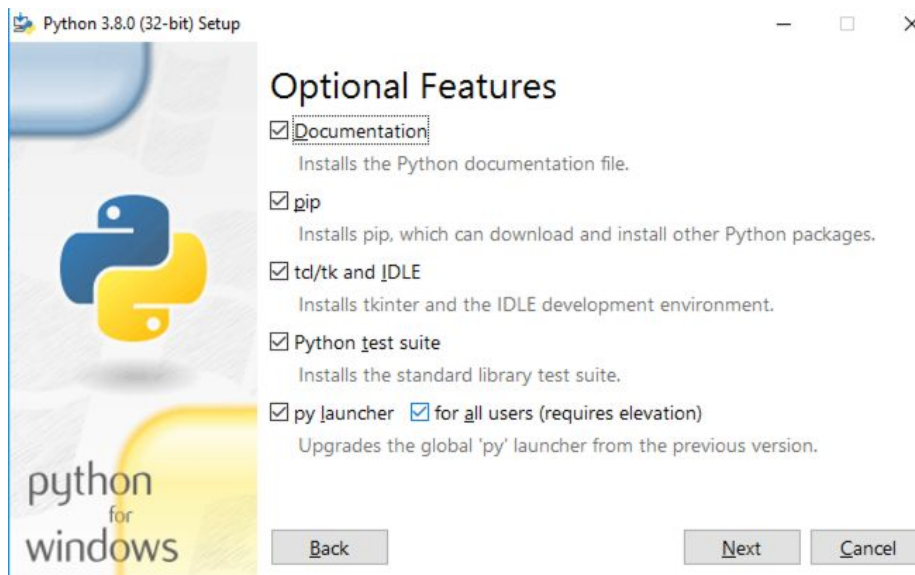 Python 3.8.0 (32-bit) Setup
Optional Features
Documentation
Installs the Python documentation file.
pip
Installs pip, which can download and install other Python packages.
tcl/tk and IDLE
Installs tkinter and the IDLE development environment.
Python test suite
Installs the standard library test suite.
py launcher for all users (requires elevation)
Upgrades the global 'py' launcher from the previous version.
python
for
windows
Back Next Cancel